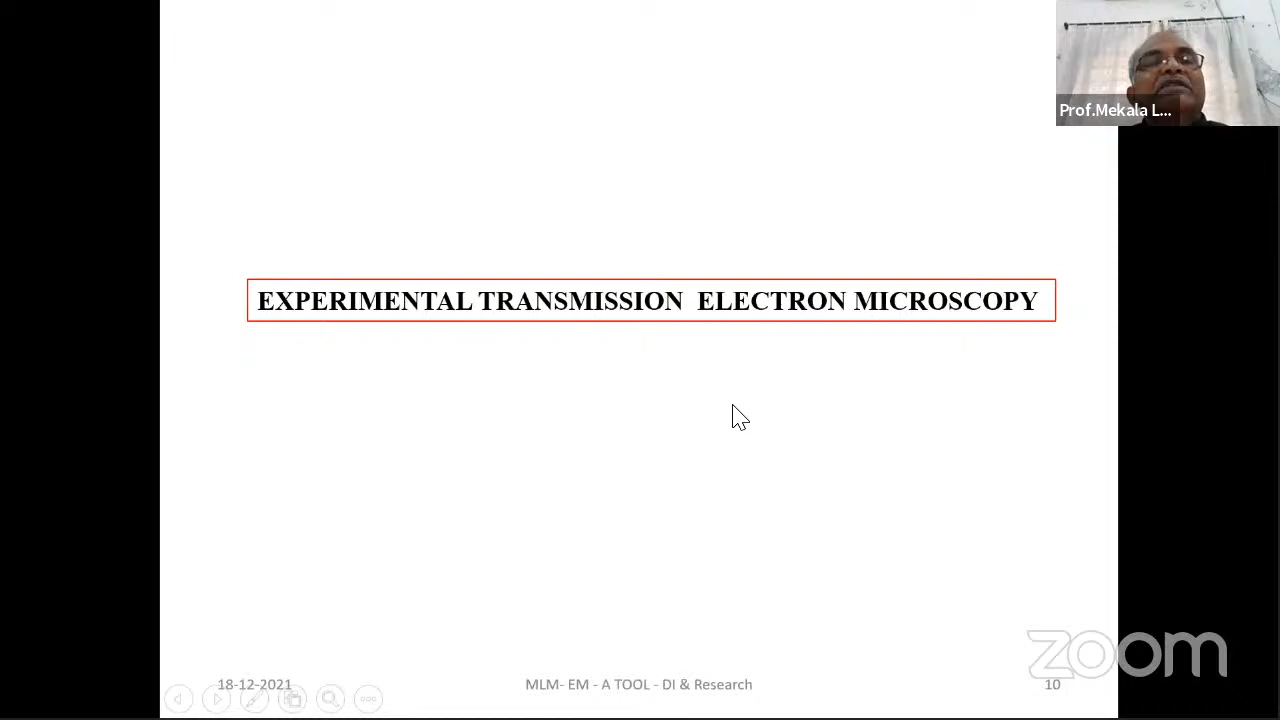 Prof.Mekala L...
EXPERIMENTAL TRANSMISSION  ELECTRON MICROSCOPY
zoom
18-12-2021
MLM- EM - A TOOL - DI & Research
10